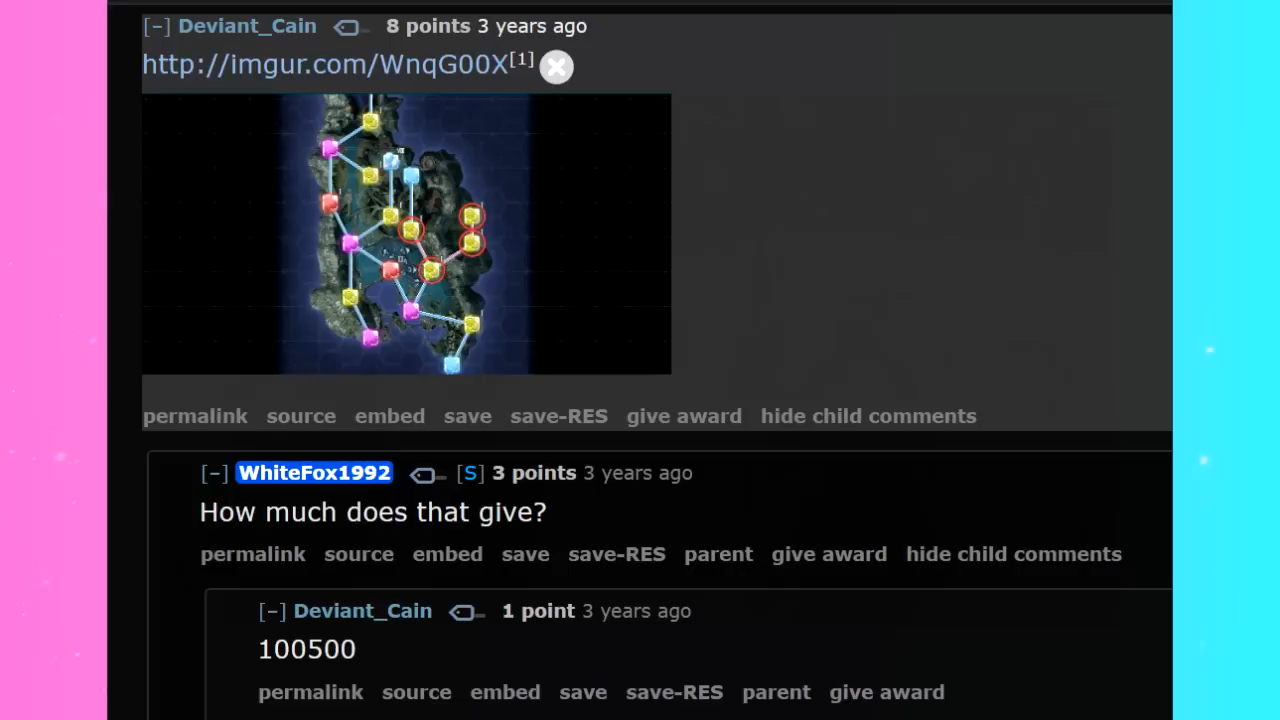 [−] Deviant_Cain 8 points 3 years ago
http://imgur.com/WnqG00X[1]
permalink source embed save save-RES give award hide child comments
[−] WhiteFox1992 [S] 3 points 3 years ago
How much does that give?
permalink source embed save save-RES parent give award hide child comments
[−] Deviant_Cain 1 point 3 years ago
100500
permalink source embed save save-RES parent give award